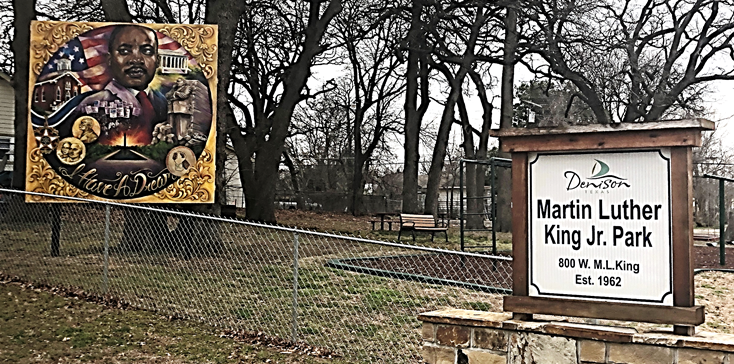 I Have A Dream
Denison
TEXAS
Martin Luther
King Jr. Park
800 W. M.L.King
Est. 1962